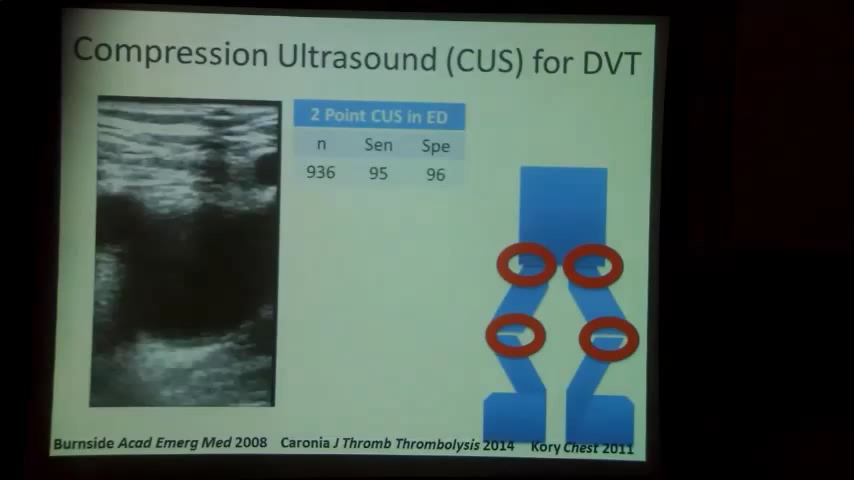 Compression Ultrasound (CUS) for DVT
2 Point CUS in ED
n Sen Spe
936 95 96
Burnside Acad Emerg Med 2008 Caronia J Thromb Thrombolysis 2014 Kory Chest 2011